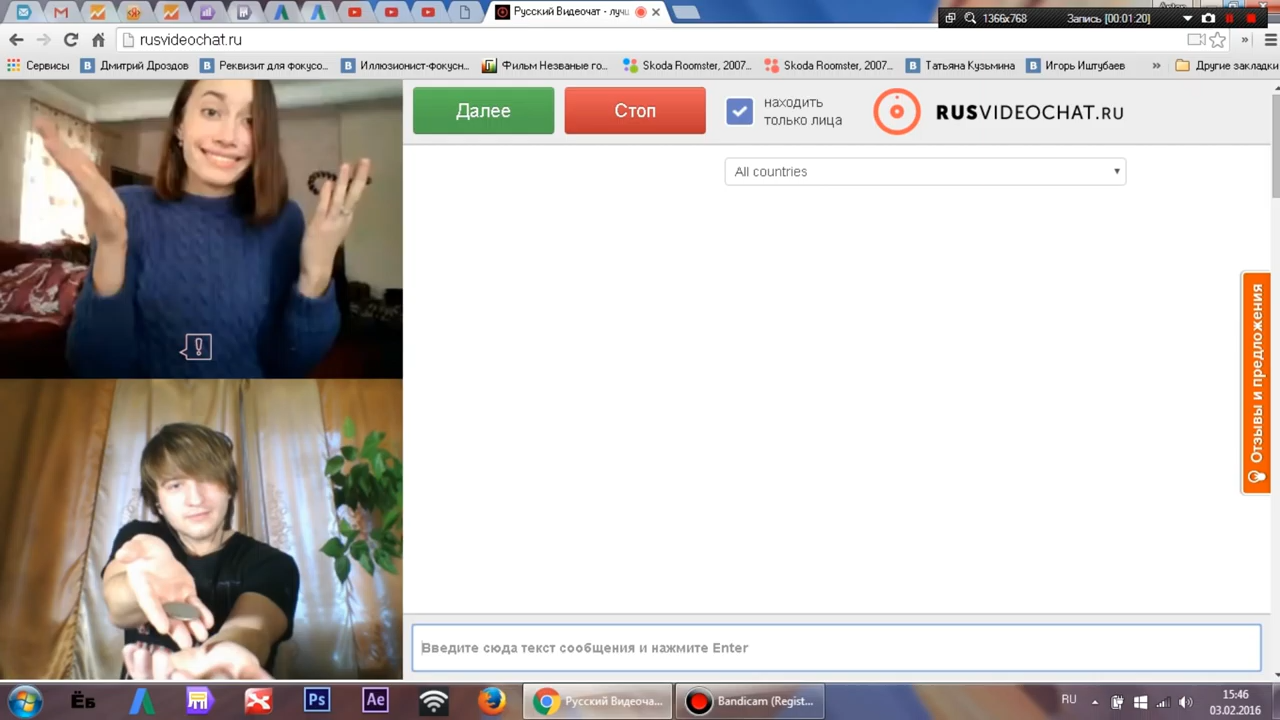 Русский Видеочат - лучш
1366x768
Запись [00:01:20]
rusvideochat.ru
Сервисы
Дмитрий Дроздов
Реквизит для фокусо...
Иллюзионист-фокусн...
Фильм Незваные го...
Skoda Roomster, 2007...
Skoda Roomster, 2007...
Татьяна Кузьмина
Игорь Иштубаев
»
Другие закладки
Далее
Стоп
находить
только лица
RUSVIDEOCHAT.RU
All countries
Отзывы и предложения
!
Введите сюда текст сообщения и нажмите Enter
ЁБ
Ps
Ae
Русский Видеоча...
Bandicam (Regist...
RU
15:46
03.02.2016